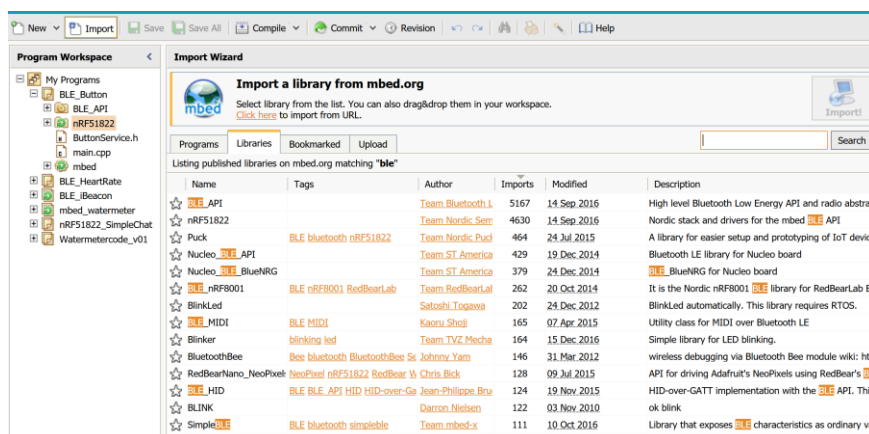 New Import Save Save All Compile Commit Revision Help
Program Workspace
My Programs
BLE_Button
BLE_API
nRF51822
ButtonService.h
main.cpp
mbed
BLE_HeartRate
BLE_iBeacon
mbed_watermeter
nRF51822_SimpleChat
Watermetercode_v01
Import Wizard
mbed
Import a library from mbed.org
Select library from the list. You can also drag&drop them in your workspace.
Click here to import from URL.
Import!
Programs Libraries Bookmarked Upload
Search
Listing published libraries on mbed.org matching "ble"
Name Tags Author Imports Modified Description
BLE_API Team Bluetooth L 5167 14 Sep 2016 High level Bluetooth Low Energy API and radio abstra
nRF51822 Team Nordic Sem 4630 14 Sep 2016 Nordic stack and drivers for the mbed BLE API
Puck BLE bluetooth nRF51822 Team Nordic Pucl 464 24 Jul 2015 A library for easier setup and prototyping of IoT devic
Nucleo_BLE_API Team ST America 429 19 Dec 2014 Bluetooth LE library for Nucleo board
Nucleo_BLE_BlueNRG Team ST America 379 24 Dec 2014 BLE_BlueNRG for Nucleo board
BLE_nRF8001 BLE nRF8001 RedBearLab Team RedBearLal 262 20 Oct 2014 It is the Nordic nRF8001 BLE library for RedBearLab B
BlinkLed Satoshi Togawa 202 24 Dec 2012 BlinkLed automatically. This library requires RTOS.
BLE_MIDI BLE MIDI Kaoru Shoji 165 07 Apr 2015 Utility class for MIDI over Bluetooth LE
Blinker blinking led Team TVZ Mecha 164 15 Dec 2016 Simple library for LED blinking.
BluetoothBee Bee bluetooth BluetoothBee Se Johnny Yam 146 31 Mar 2012 wireless debugging via Bluetooth Bee module wiki: ht
RedBearNano_NeoPixels NeoPixel nRF51822 RedBear W Chris Bick 128 09 Jul 2015 API for driving Adafruit's NeoPixels using RedBear's B
BLE_HID BLE BLE_API HID HID-over-Ga Jean-Philippe Bru 124 19 Nov 2015 HID-over-GATT implementation with the BLE API. Thi
BLINK Darron Nielsen 122 03 Nov 2010 ok blink
SimpleBLE BLE bluetooth simpleble Team mbed-x 111 10 Oct 2016 Library that exposes BLE characteristics as ordinary va